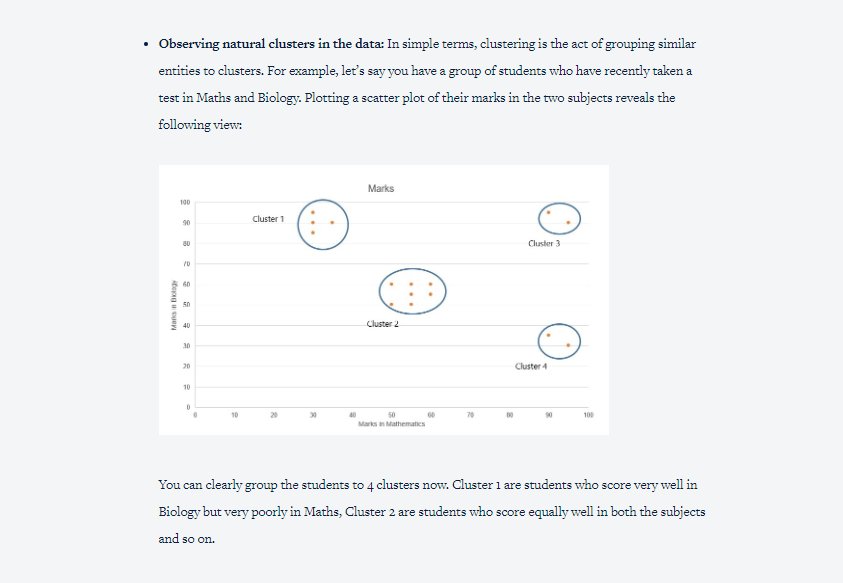 • Observing natural clusters in the data: In simple terms, clustering is the act of grouping similar
entities to clusters. For example, let's say you have a group of students who have recently taken a
test in Maths and Biology. Plotting a scatter plot of their marks in the two subjects reveals the
following view:
Marks
100
90
80
70
60
50
40
30
20
10
0
Marks in Biology
Cluster 1
Cluster 3
Cluster 2
Cluster 4
0 10 20 30 40 50 60 70 80 90 100
Marks in Mathematics
You can clearly group the students to 4 clusters now. Cluster 1 are students who score very well in
Biology but very poorly in Maths, Cluster 2 are students who score equally well in both the subjects
and so on.